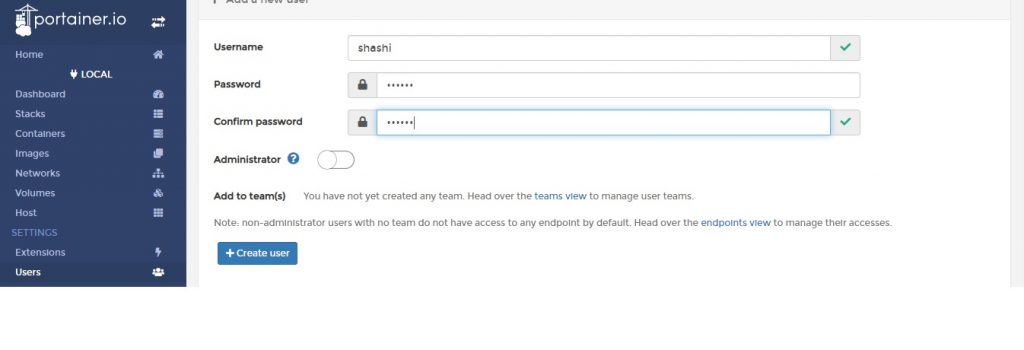 portainer.io
Home
LOCAL
Dashboard
Stacks
Containers
Images
Networks
Volumes
Host
SETTINGS
Extensions
Users
Add a new user
Username shashi
Password ••••••
Confirm password ••••••
Administrator ?
Add to team(s) You have not yet created any team. Head over the teams view to manage user teams.
Note: non-administrator users with no team do not have access to any endpoint by default. Head over the endpoints view to manage their accesses.
+ Create user